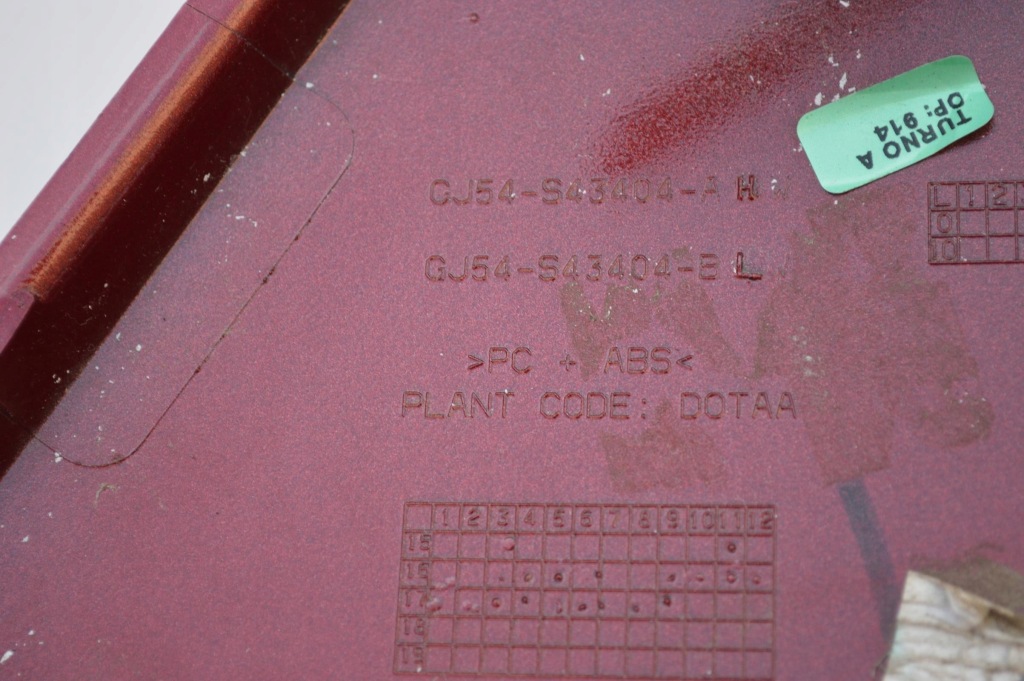 TURNO A
OP: 914
GJ54-S43404-A H
GJ54-S43404-B L
L 1 2
0
10
>PC + ABS<
PLANT CODE: D0TAA
1 2 3 4 5 6 7 8 9 10 11 12
15
16
17
18
19